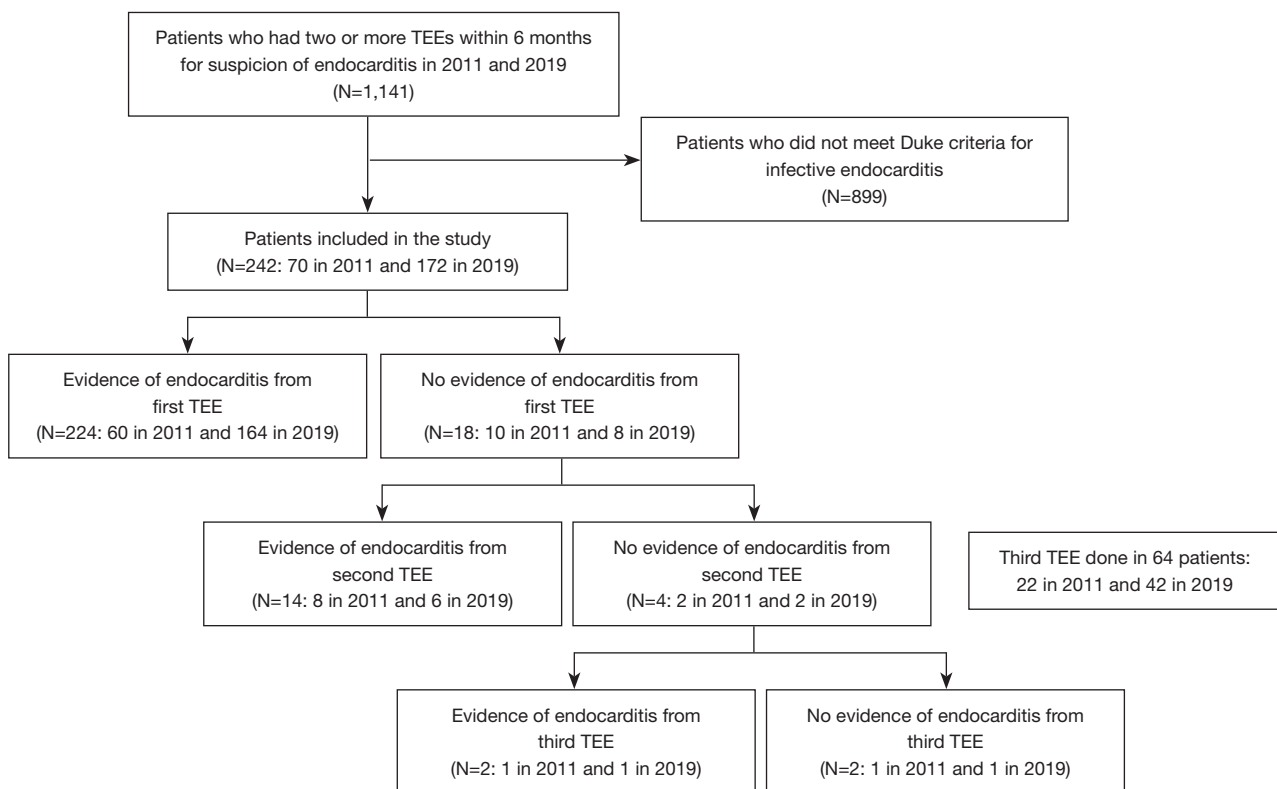 Patients who had two or more TEEs within 6 months
for suspicion of endocarditis in 2011 and 2019
(N=1,141)
Patients who did not meet Duke criteria for
infective endocarditis
(N=899)
Patients included in the study
(N=242: 70 in 2011 and 172 in 2019)
Evidence of endocarditis from
first TEE
(N=224: 60 in 2011 and 164 in 2019)
No evidence of endocarditis from
first TEE
(N=18: 10 in 2011 and 8 in 2019)
Evidence of endocarditis from
second TEE
(N=14: 8 in 2011 and 6 in 2019)
No evidence of endocarditis from
second TEE
(N=4: 2 in 2011 and 2 in 2019)
Third TEE done in 64 patients:
22 in 2011 and 42 in 2019
Evidence of endocarditis from
third TEE
(N=2: 1 in 2011 and 1 in 2019)
No evidence of endocarditis from
third TEE
(N=2: 1 in 2011 and 1 in 2019)